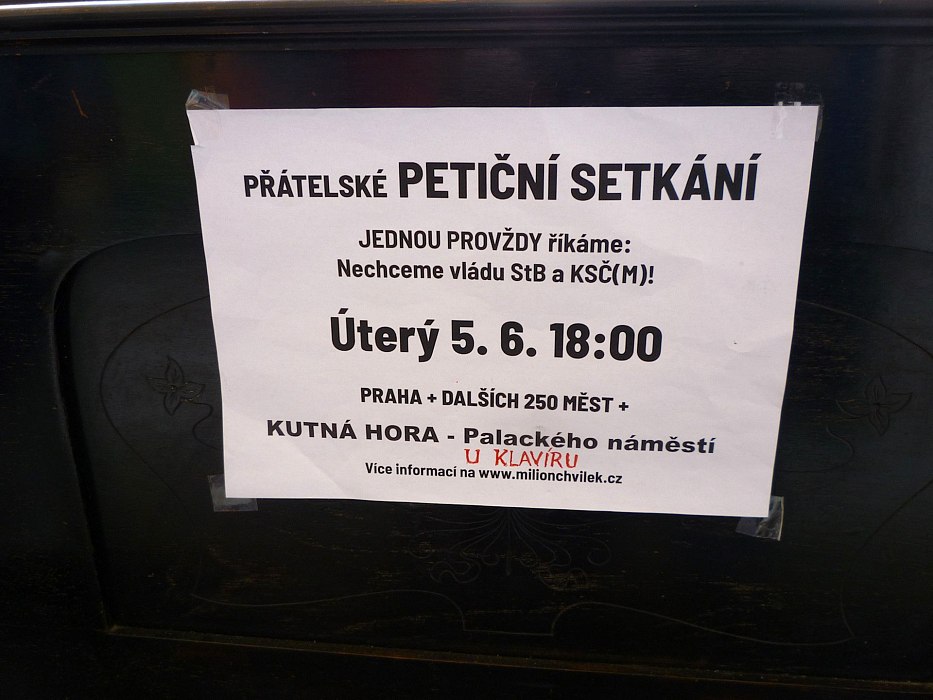 PŘÁTELSKÉ PETIČNÍ SETKÁNÍ
JEDNOU PROVŽDY říkáme:
Nechceme vládu StB a KSČ(M)!
Úterý 5. 6. 18:00
PRAHA + DALŠÍCH 250 MĚST +
KUTNÁ HORA - Palackého náměstí
U KLAVÍRU
Více informací na www.milionchvilek.cz